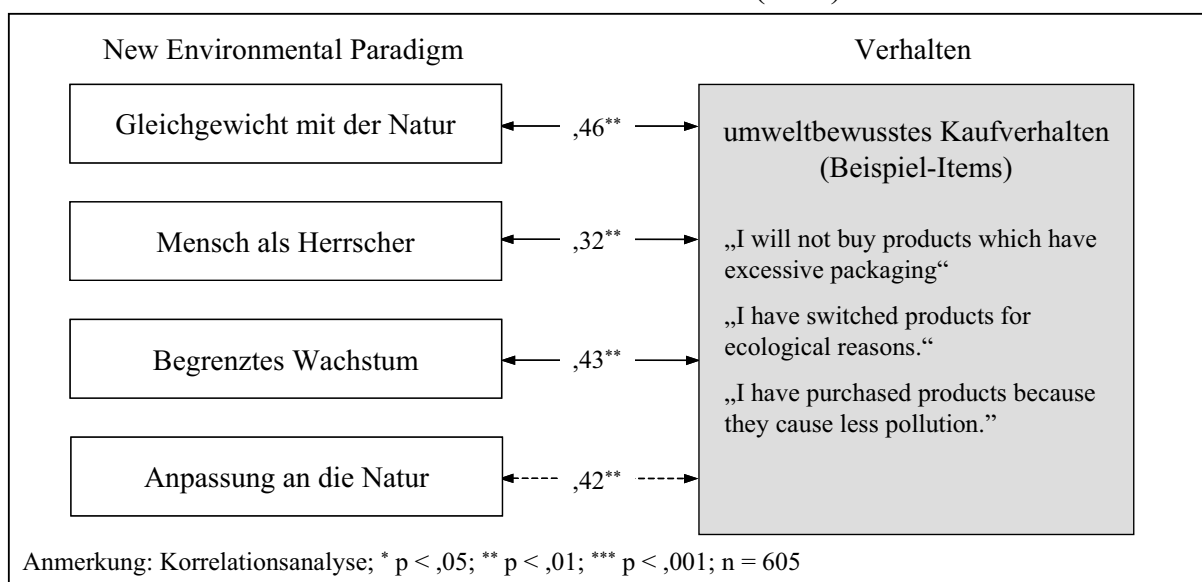 New Environmental Paradigm
Verhalten
Gleichgewicht mit der Natur
,46**
Mensch als Herrscher
,32**
Begrenztes Wachstum
,43**
Anpassung an die Natur
,42**
umweltbewusstes Kaufverhalten
(Beispiel-Items)
„I will not buy products which have
excessive packaging“
„I have switched products for
ecological reasons.“
„I have purchased products because
they cause less pollution.”
Anmerkung: Korrelationsanalyse; * p < ,05; ** p < ,01; *** p < ,001; n = 605